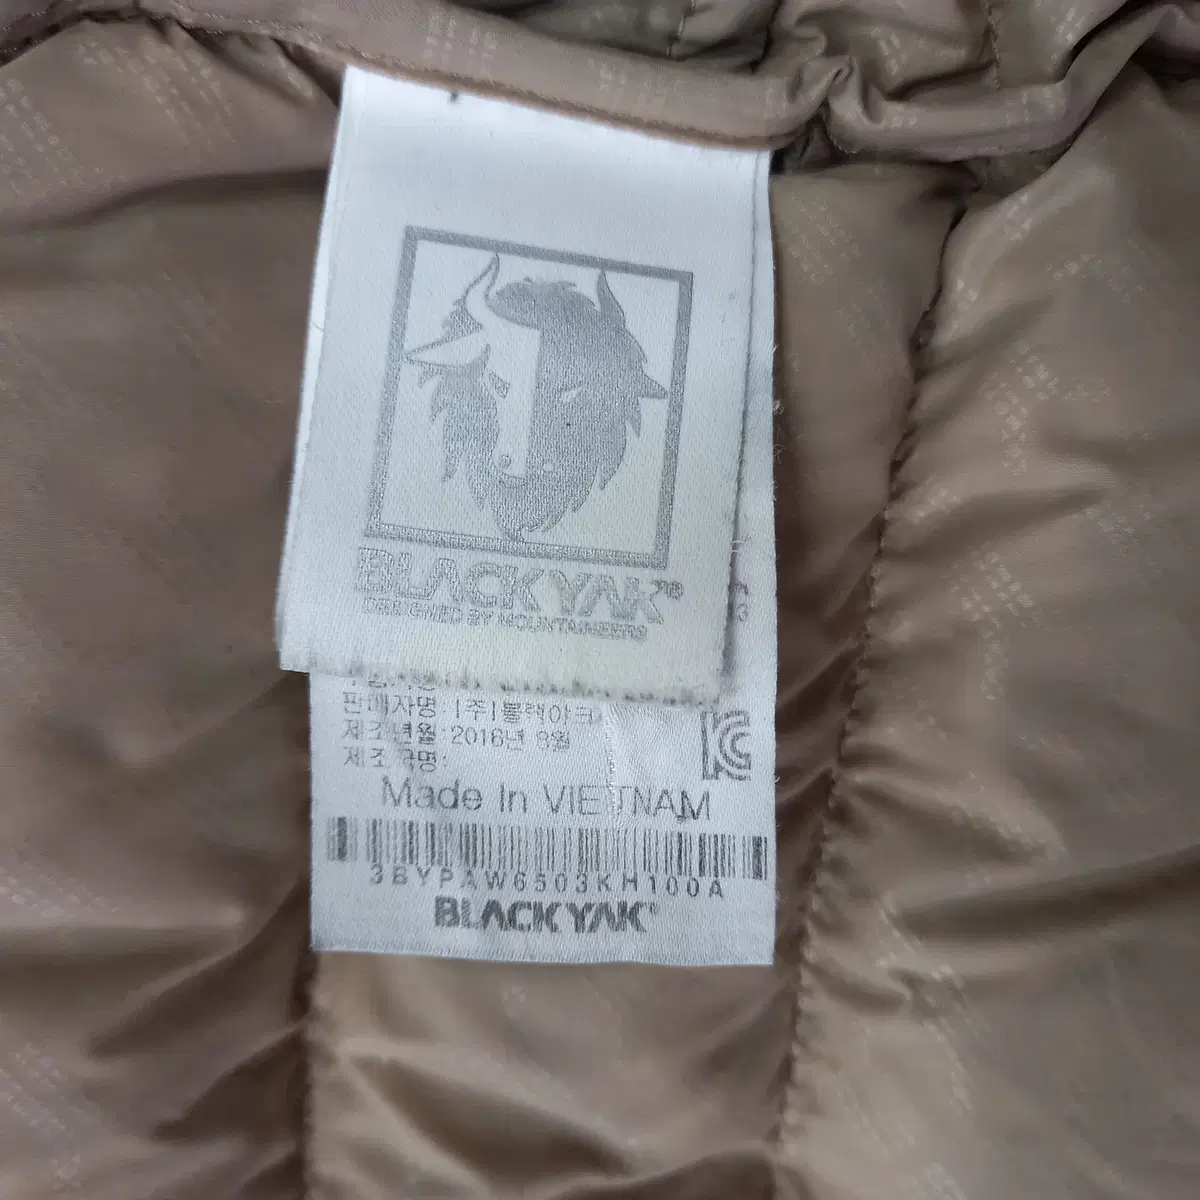 BLACKYAK®
DESIGNED BY MOUNTAINEERS
판매자명 (주)블랙야크
제조년월:2016년 8월
제조국명:
Made In VIETNAM
3BYPAW6503KH100A
BLACKYAK®